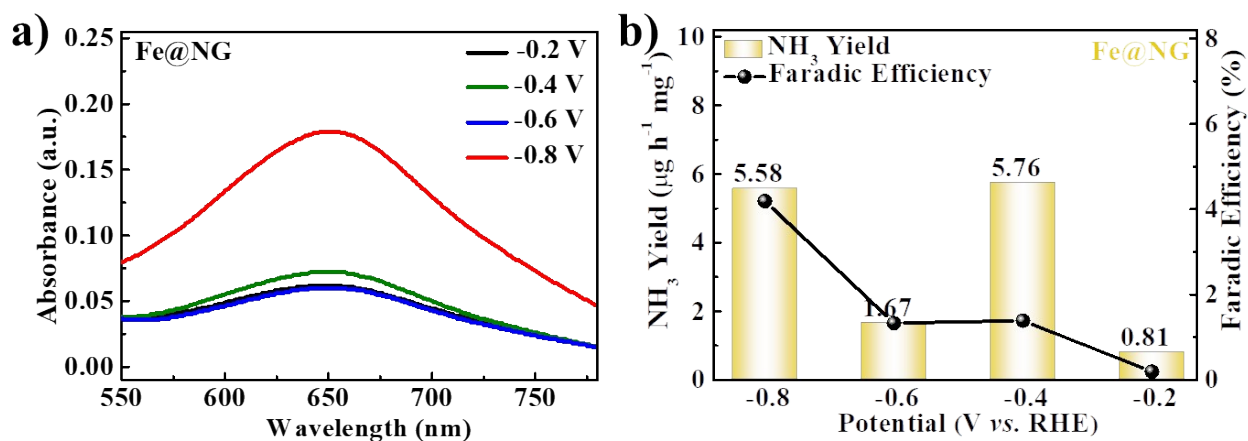 a)
Fe@NG
-0.2 V
-0.4 V
-0.6 V
-0.8 V
0.25
0.20
0.15
0.10
0.05
0.00
Absorbance (a.u.)
550 600 650 700 750
Wavelength (nm)
b)
NH₃ Yield
Faradic Efficiency
Fe@NG
10
8
6
4
2
0
NH₃ Yield (μg h⁻¹ mg⁻¹)
5.58
1.67
5.76
0.81
8
6
4
2
0
Faradic Efficiency (%)
-0.8 -0.6 -0.4 -0.2
Potential (V vs. RHE)